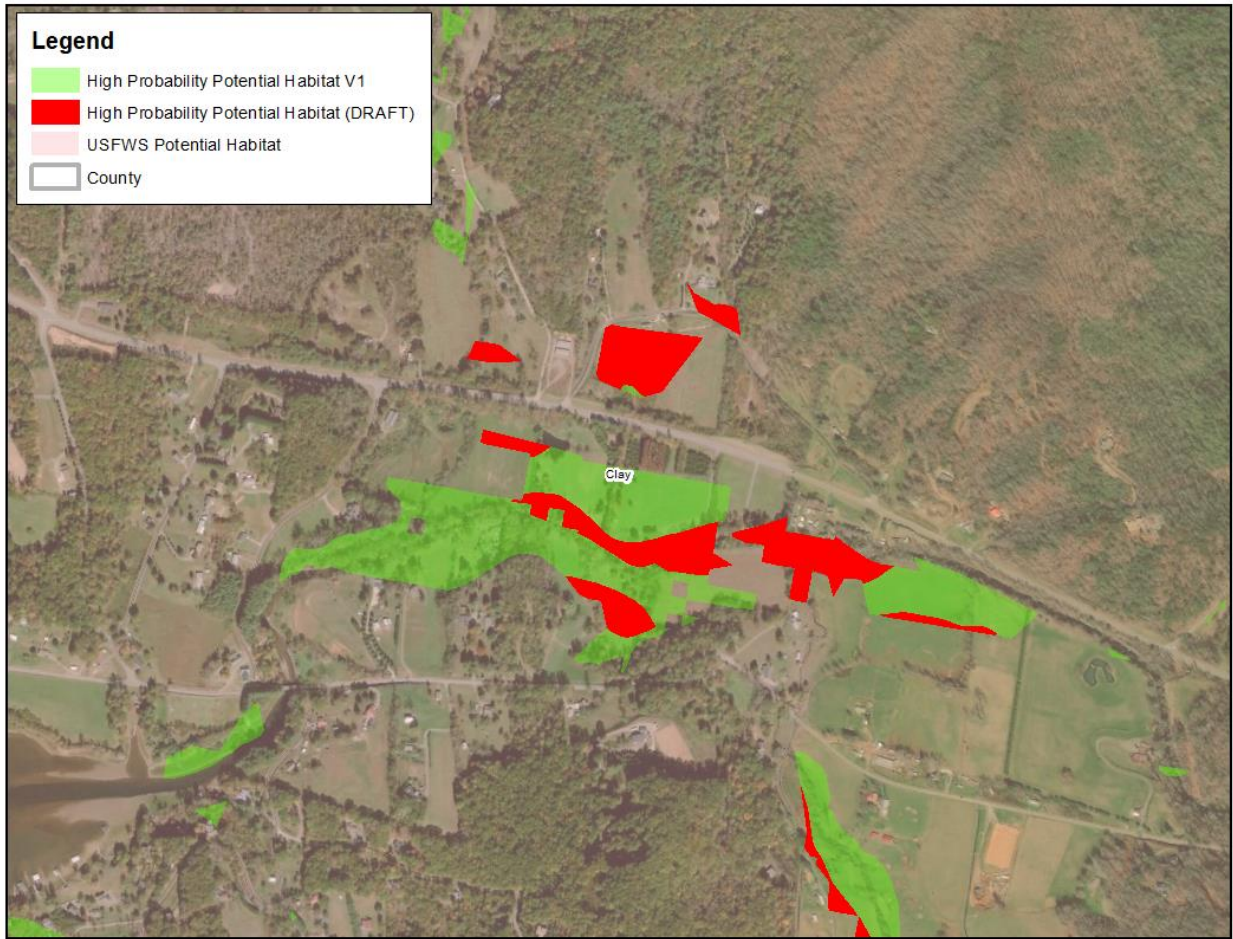 Legend
High Probability Potential Habitat V1
High Probability Potential Habitat (DRAFT)
USFWS Potential Habitat
County
Clay